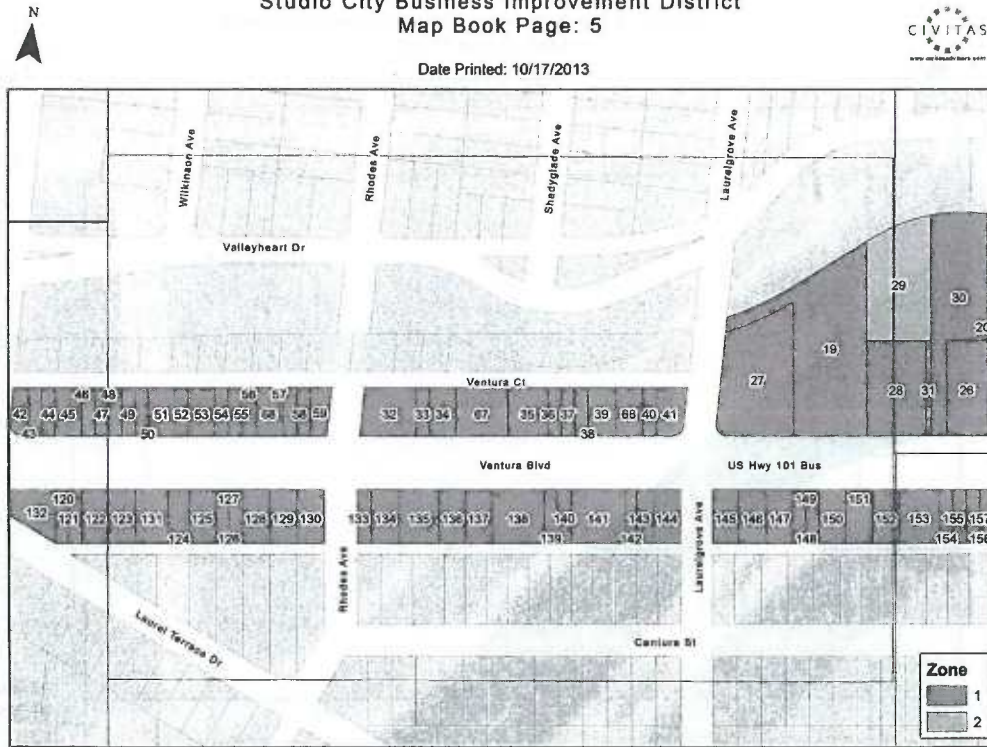 Studio City Business Improvement District
Map Book Page: 5
N
CIVITAS
Date Printed: 10/17/2013
Wilkinson Ave
Rhodes Ave
Shadyglade Ave
Laurelgrove Ave
Valleyheart Dr
29
30
20
19
27
28
31
26
Ventura Ct
46 48 56 57
42 44 45 47 49 51 52 53 54 55 58 59
32 33 34 67 35 36 37 39 68 40 41
43 50 38
Ventura Blvd
US Hwy 101 Bus
120 127 149 151
132 121 122 123 131 125 128 129 130
133 134 135 136 137 138 140 141 143 144
145 146 147 150 152 153 155 157
124 126 139 142 148 154 156
Rhodes Ave
Laurelgrove Ave
Laurel Terrace Dr
Cantura St
Zone
1
2